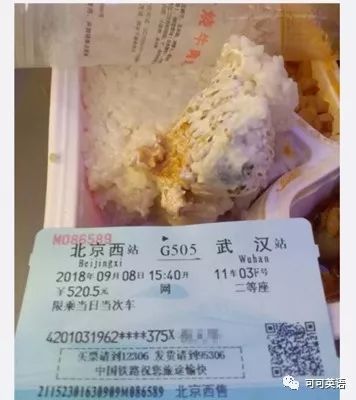 烧牛肉
M086589
北京西站 G505 武汉站
Beijingxi Wuhan
2018年09月08日 15:40开 11车03F号
¥520.5元 网 二等座
限乘当日当次车
4201031962****375X
买票请到12306 发货请到95306
中国铁路祝您旅途愉快
21152301630909M086589 北京西售
可可英语